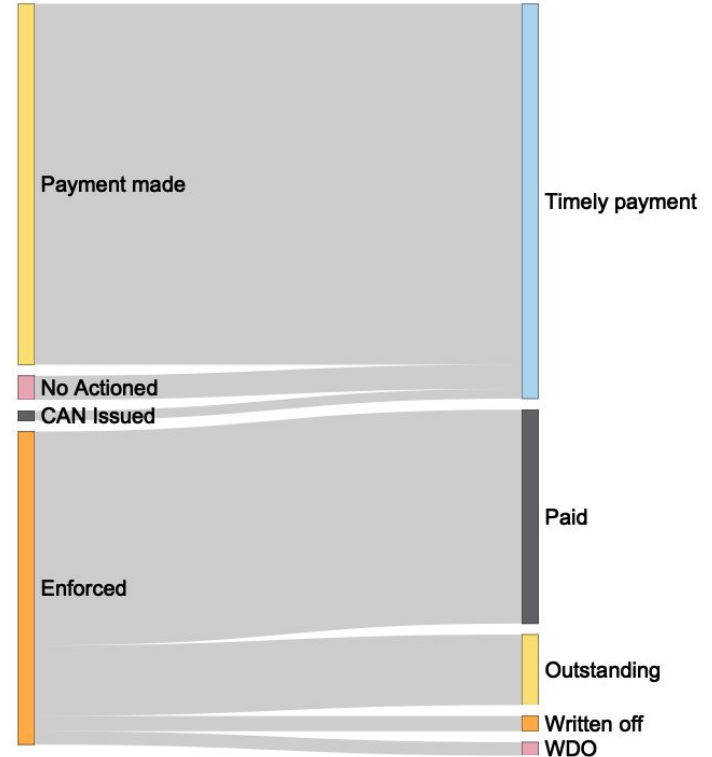 Payment made
Timely payment
No Actioned
CAN Issued
Paid
Enforced
Outstanding
Written off
WDO